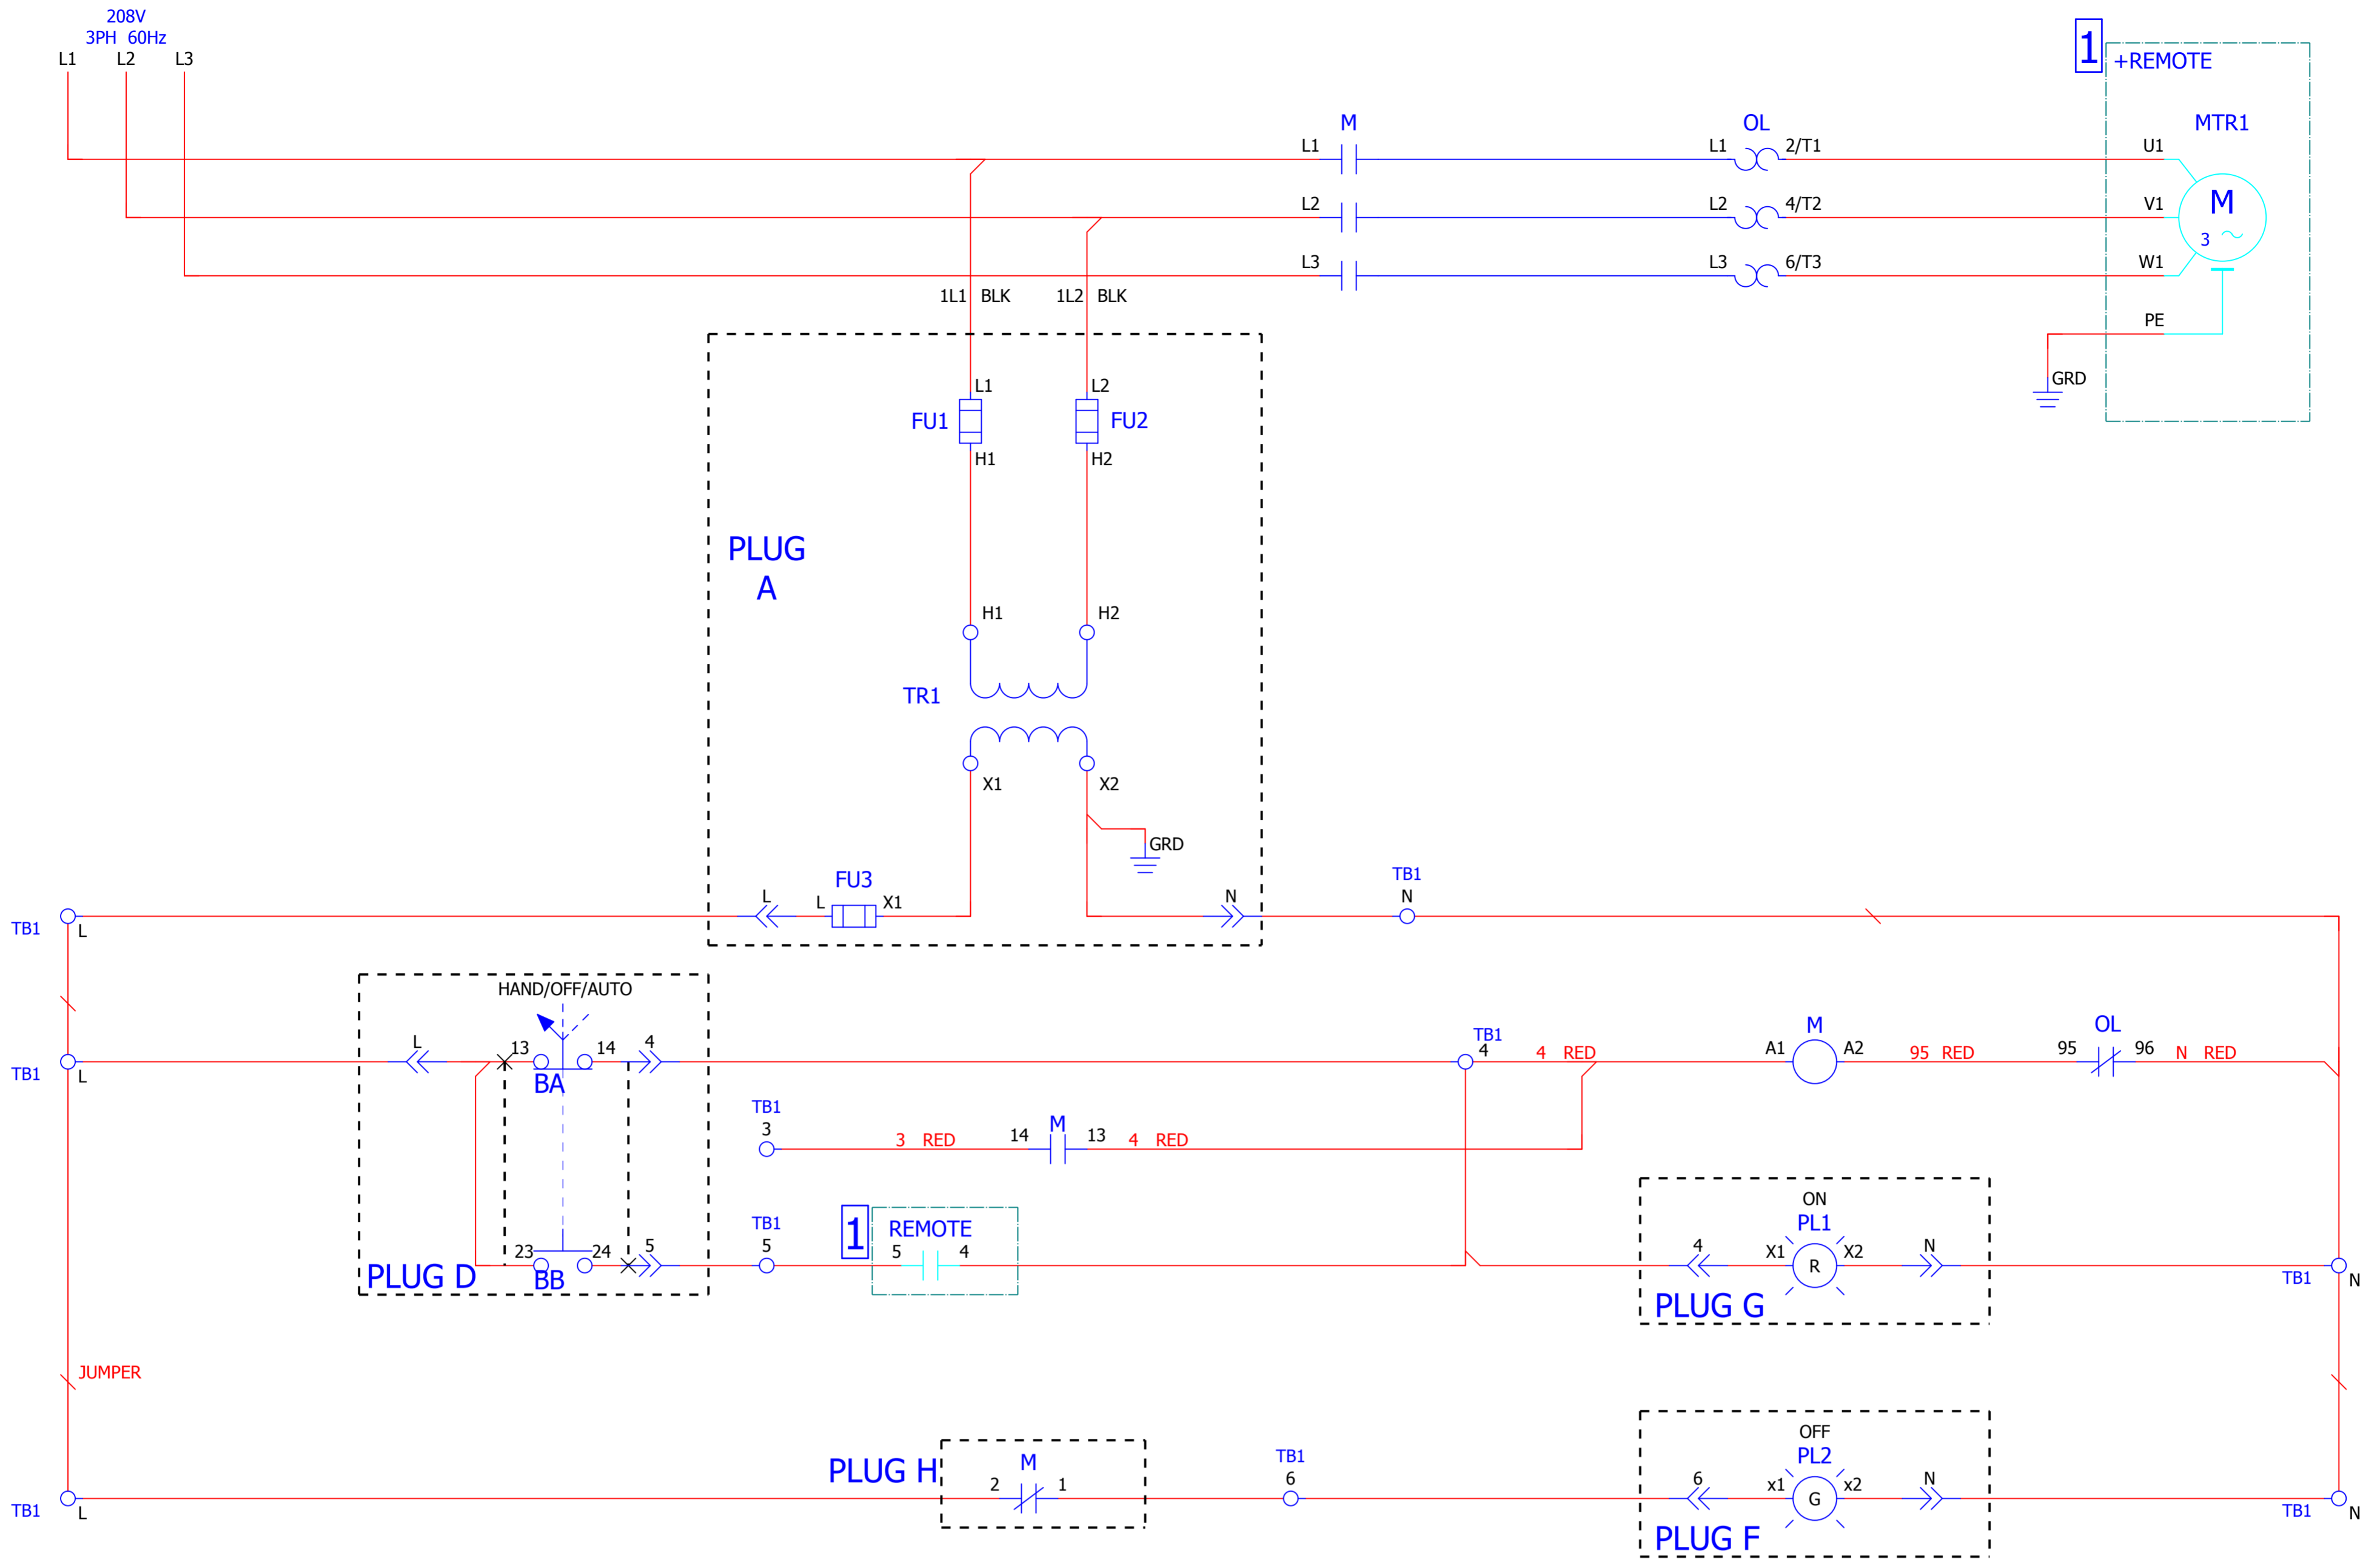 208V
3PH 60Hz
L1 L2 L3
1
+REMOTE
M OL MTR1
L1 L1 2/T1 U1
L2 L2 4/T2 V1
M
3
L3 L3 6/T3 W1
1L1 BLK 1L2 BLK
PE
GRD
L1 L2
FU1 FU2
H1 H2
PLUG
A
H1 H2
TR1
X1 X2
GRD
FU3
L L X1 N
TB1
N
TB1 L
HAND/OFF/AUTO
L 13 14 4
BA
TB1
4
4 RED
M
A1 A2
95 RED
OL
95 96
N RED
TB1 L
TB1
3
3 RED
M
14 13
4 RED
TB1
5
1
REMOTE
5 4
23 24 5
BB
PLUG D
ON
PL1
4 X1 R X2 N
PLUG G
TB1 N
JUMPER
OFF
PL2
PLUG H
M
2 1
TB1
6
6 x1 G x2 N
PLUG F
TB1 L
TB1 N